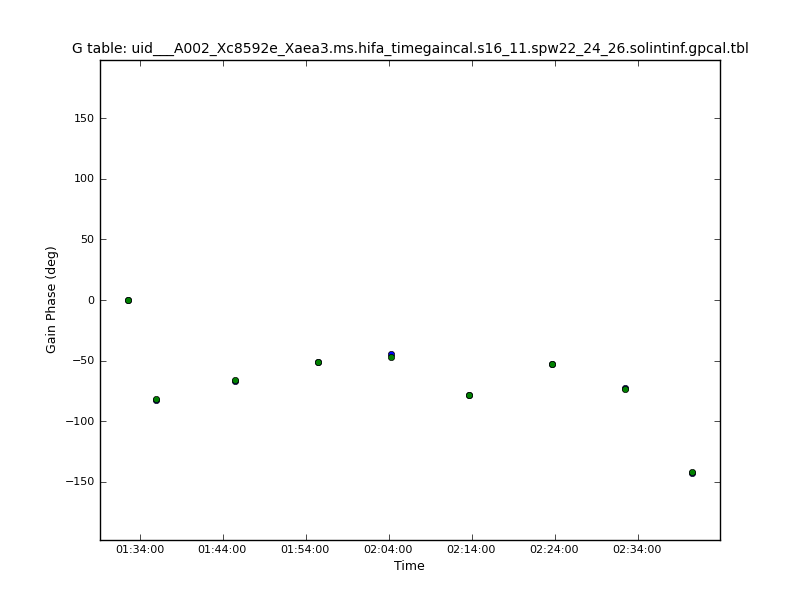 G table: uid___A002_Xc8592e_Xaea3.ms.hifa_timegaincal.s16_11.spw22_24_26.solintinf.gpcal.tbl
150
100
50
0
−50
−100
−150
Gain Phase (deg)
01:34:00 01:44:00 01:54:00 02:04:00 02:14:00 02:24:00 02:34:00
Time